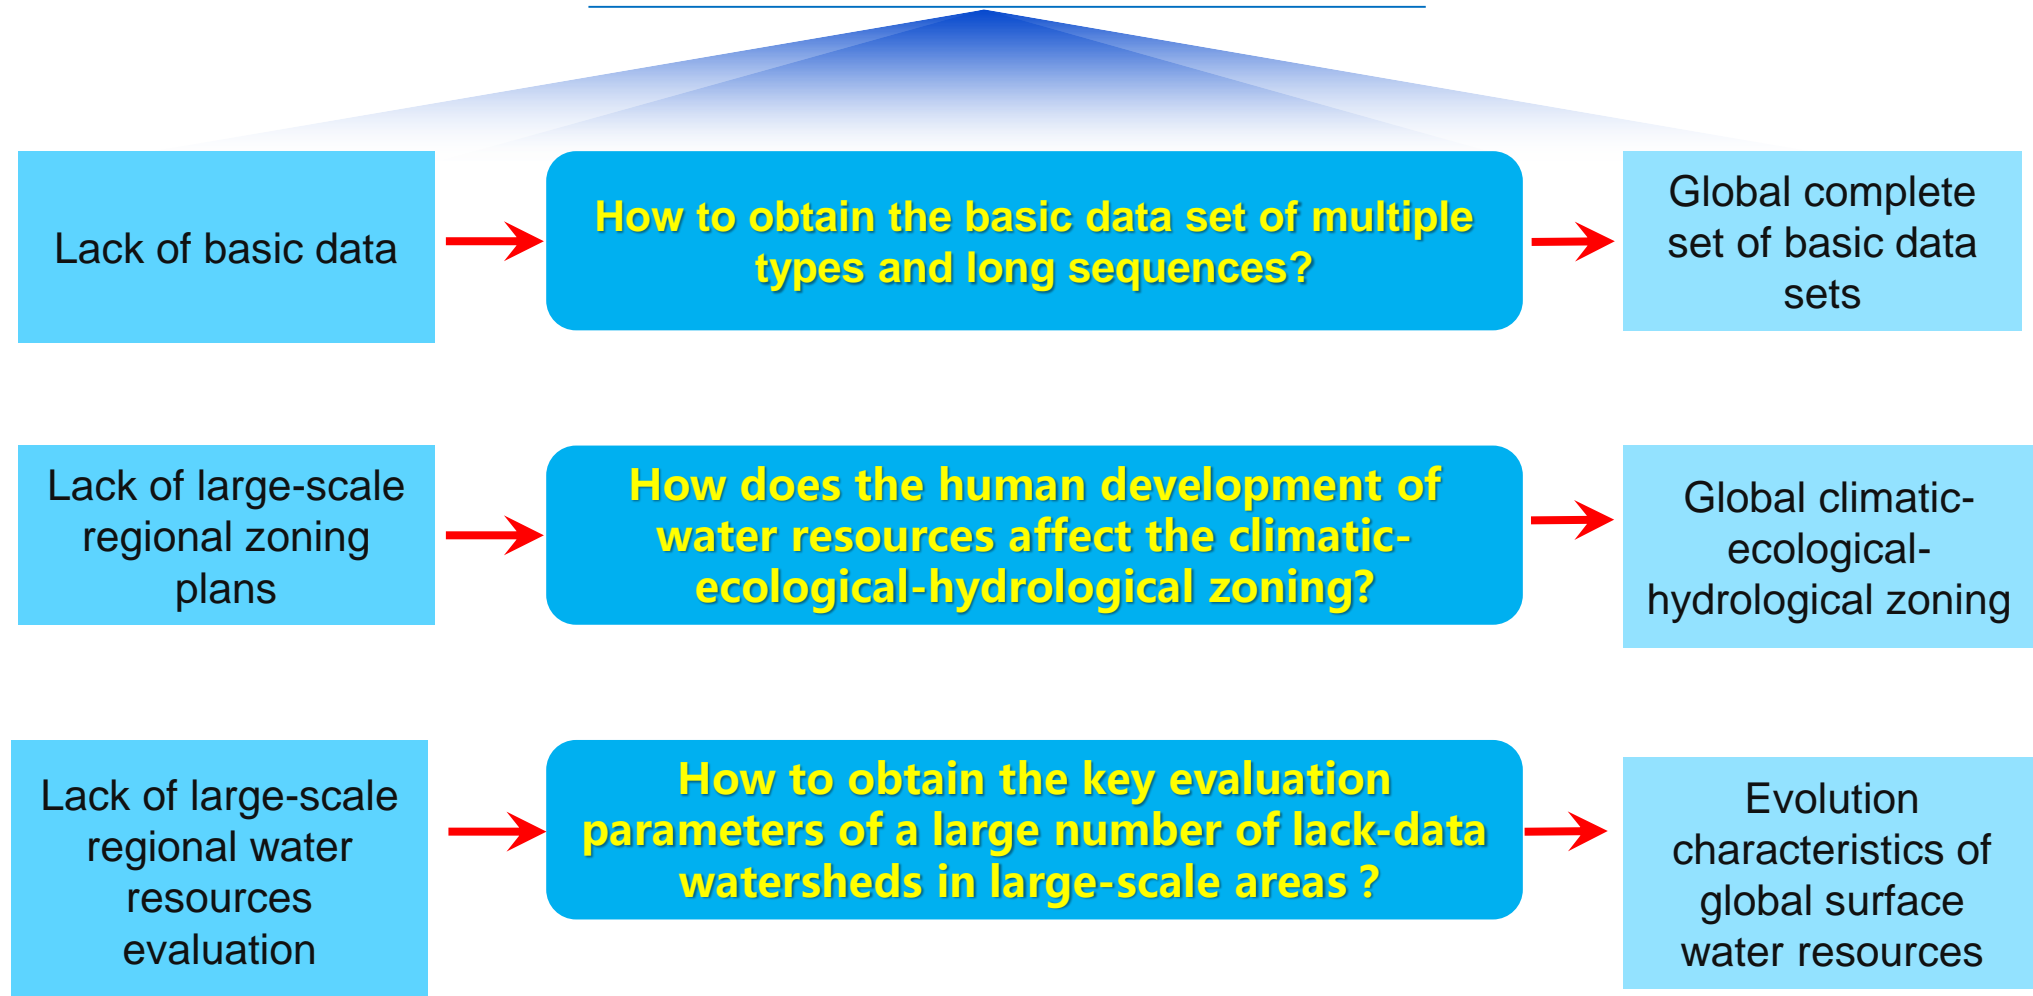 Lack of basic data
How to obtain the basic data set of multiple
types and long sequences?
Global complete
set of basic data
sets
Lack of large-scale
regional zoning
plans
How does the human development of
water resources affect the climatic-
ecological-hydrological zoning?
Global climatic-
ecological-
hydrological zoning
Lack of large-scale
regional water
resources
evaluation
How to obtain the key evaluation
parameters of a large number of lack-data
watersheds in large-scale areas ?
Evolution
characteristics of
global surface
water resources